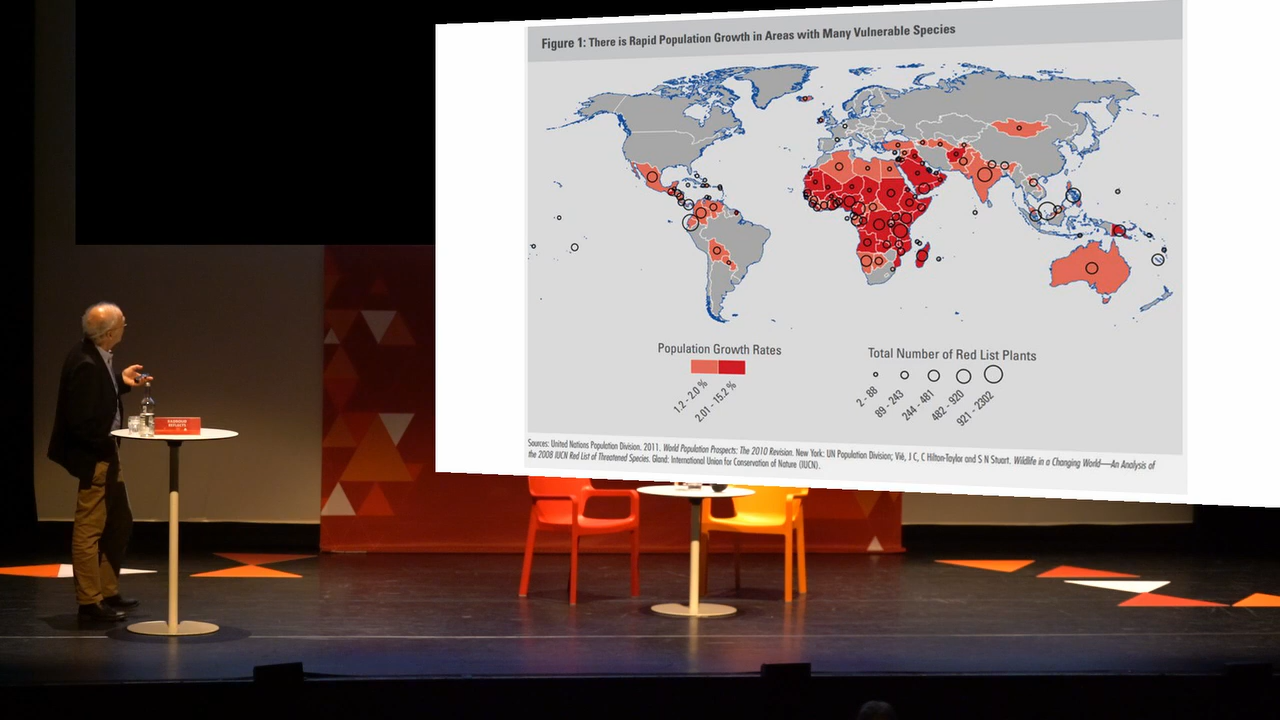 Figure 1: There is Rapid Population Growth in Areas with Many Vulnerable Species
Population Growth Rates
1.2 - 2.0 %
2.01 - 15.2 %
Total Number of Red List Plants
2 - 88
89 - 243
244 - 481
482 - 920
921 - 2302
Sources: United Nations Population Division. 2011. World Population Prospects: The 2010 Revision. New York: UN Population Division; Vié, J C, C Hilton-Taylor and S N Stuart. Wildlife in a Changing World—An Analysis of
the 2008 IUCN Red List of Threatened Species. Gland: International Union for Conservation of Nature (IUCN).